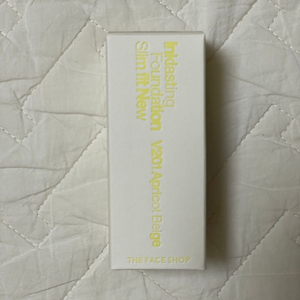 Inklasting
Foundation V201 Apricot Beige
Slim fit New
THEFACESHOP